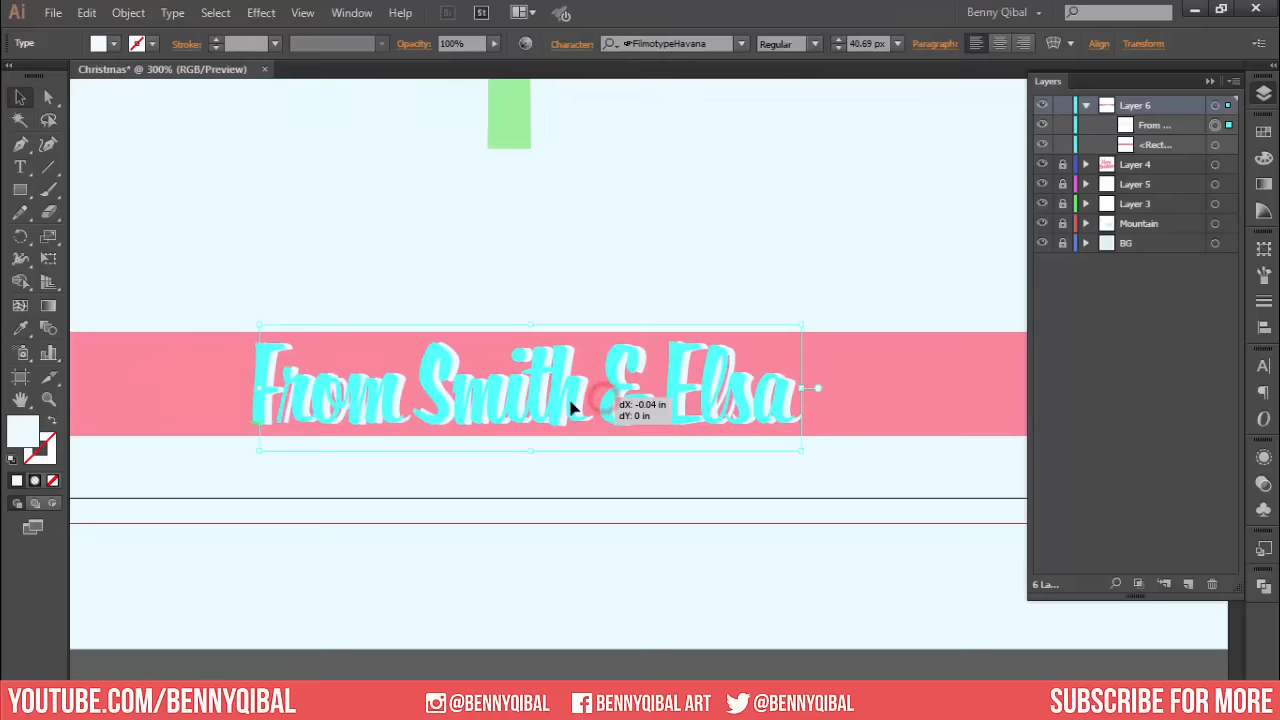 Ai File Edit Object Type Select Effect View Window Help Br St Benny Qibal
Type Stroke: Opacity: 100% Character: FilmotypeHavana Regular 40.69 px Paragraph: Align Transform
Christmas* @ 300% (RGB/Preview) ×
Layers
Layer 6
From ...
<Rect...
Layer 4
Layer 5
Layer 3
Mountain
BG
From Smith & Elsa
dX: -0.04 in
dY: 0 in
6 La...
YOUTUBE.COM/BENNYQIBAL @BENNYQIBAL BENNYQIBAL ART @BENNYQIBAL SUBSCRIBE FOR MORE